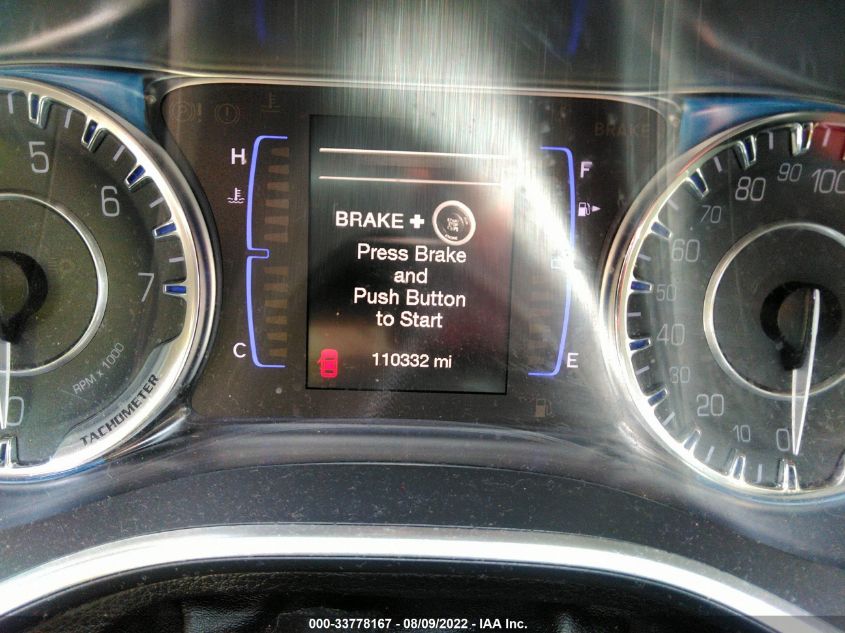 BRAKE
H
F
5
6
7
0
RPM x 1000
TACHOMETER
BRAKE +
Press Brake
and
Push Button
to Start
110332 mi
C
E
100
90
80
70
60
50
40
30
20
10
0
000-33778167 - 08/09/2022 - IAA Inc.